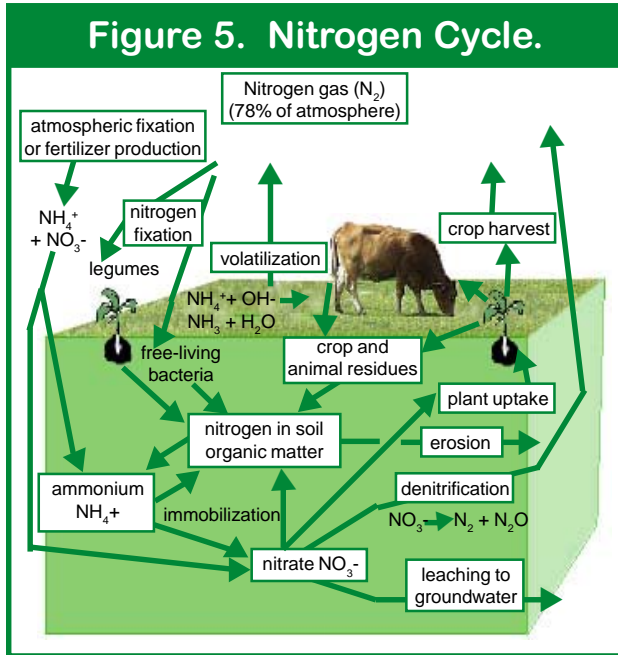 Figure 5. Nitrogen Cycle.
Nitrogen gas (N₂)
(78% of atmosphere)
atmospheric fixation
or fertilizer production
NH₄⁺
+ NO₃-
nitrogen
fixation
legumes
volatilization
crop harvest
NH₄⁺+ OH-
NH₃ + H₂O
free-living
bacteria
crop and
animal residues
plant uptake
nitrogen in soil
organic matter
erosion
ammonium
NH₄+
immobilization
denitrification
NO₃- N₂ + N₂O
nitrate NO₃-
leaching to
groundwater